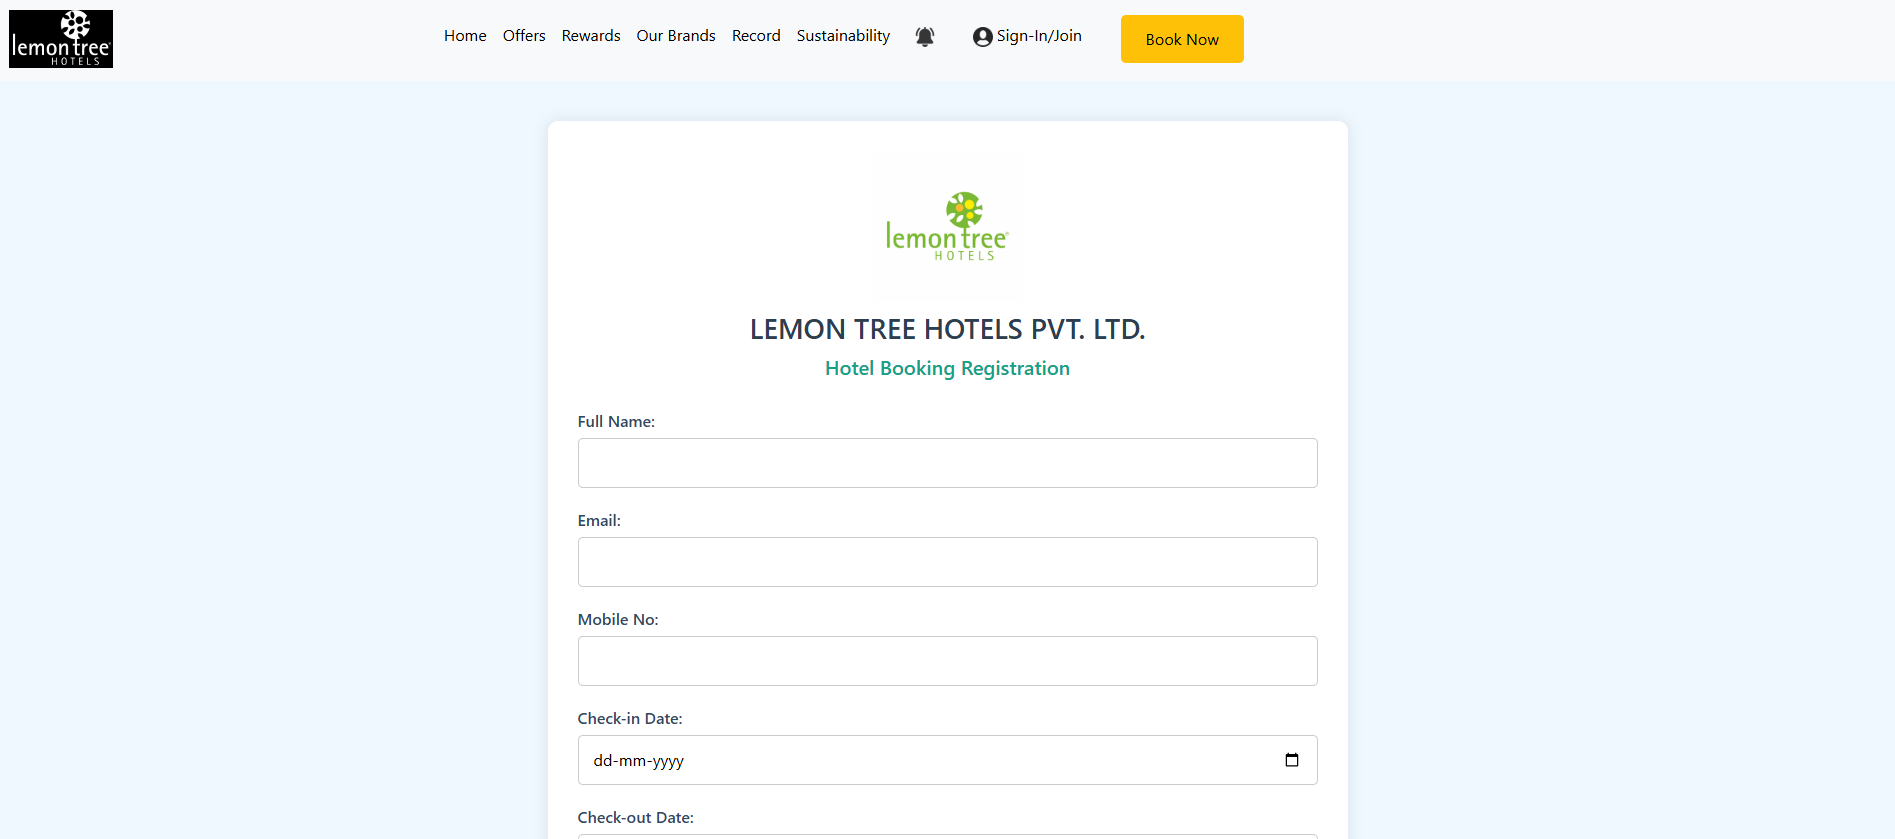 lemon tree
HOTELS
Home Offers Rewards Our Brands Record Sustainability Sign-In/Join Book Now
lemon tree
HOTELS
LEMON TREE HOTELS PVT. LTD.
Hotel Booking Registration
Full Name:
Email:
Mobile No:
Check-in Date:
dd-mm-yyyy
Check-out Date: